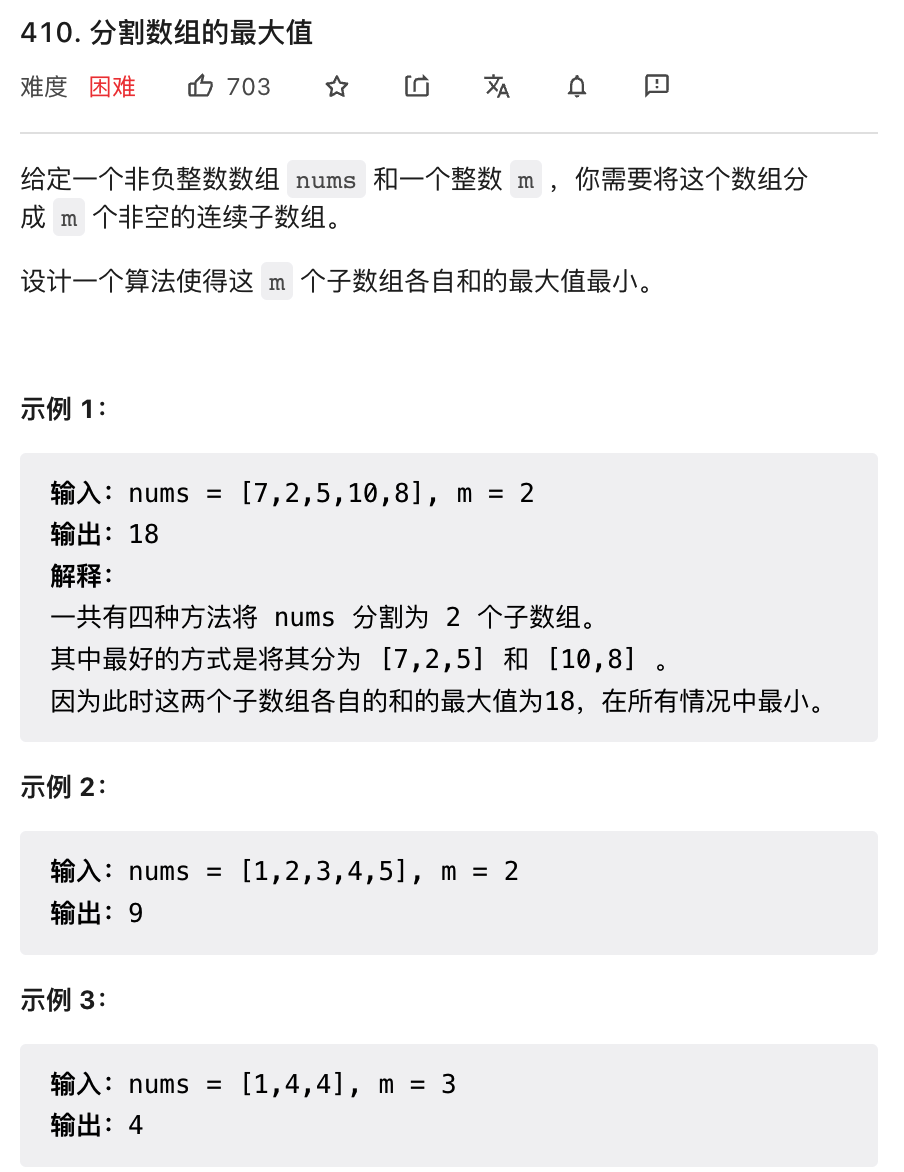 410. 分割数组的最大值
难度 困难 703
给定一个非负整数数组 nums 和一个整数 m ，你需要将这个数组分
成 m 个非空的连续子数组。
设计一个算法使得这 m 个子数组各自和的最大值最小。
示例 1：
输入：nums = [7,2,5,10,8], m = 2
输出：18
解释：
一共有四种方法将 nums 分割为 2 个子数组。
其中最好的方式是将其分为 [7,2,5] 和 [10,8] 。
因为此时这两个子数组各自的和的最大值为18，在所有情况中最小。
示例 2：
输入：nums = [1,2,3,4,5], m = 2
输出：9
示例 3：
输入：nums = [1,4,4], m = 3
输出：4